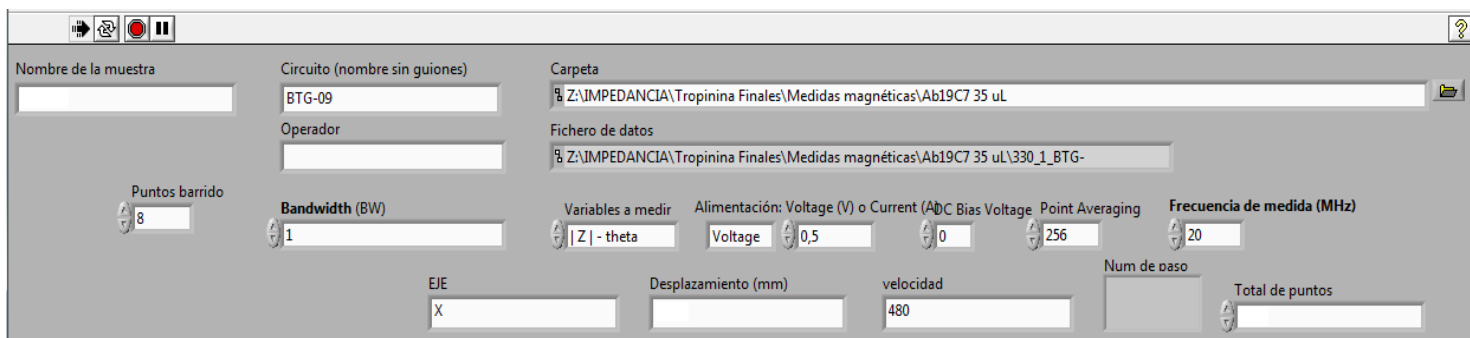 Nombre de la muestra
Circuito (nombre sin guiones)
BTG-09
Carpeta
Z:\IMPEDANCIA\Tropinina Finales\Medidas magnéticas\Ab19C7 35 uL
Operador
Fichero de datos
Z:\IMPEDANCIA\Tropinina Finales\Medidas magnéticas\Ab19C7 35 uL\330_1_BTG-
Puntos barrido
8
Bandwidth (BW)
1
Variables a medir
| Z | - theta
Alimentación: Voltage (V) o Current (A)
Voltage
0,5
DC Bias Voltage
0
Point Averaging
256
Frecuencia de medida (MHz)
20
EJE
X
Desplazamiento (mm)
velocidad
480
Num de paso
Total de puntos